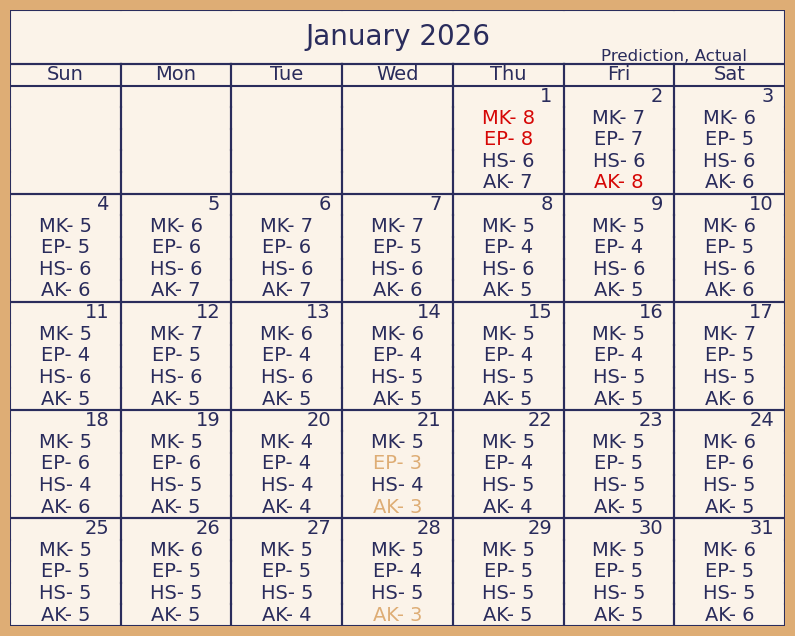 January 2026
Prediction, Actual
Sun Mon Tue Wed Thu Fri Sat
1 2 3
MK- 8 MK- 7 MK- 6
EP- 8 EP- 7 EP- 5
HS- 6 HS- 6 HS- 6
AK- 7 AK- 8 AK- 6
4 5 6 7 8 9 10
MK- 5 MK- 6 MK- 7 MK- 7 MK- 5 MK- 5 MK- 6
EP- 5 EP- 6 EP- 6 EP- 5 EP- 4 EP- 4 EP- 5
HS- 6 HS- 6 HS- 6 HS- 6 HS- 6 HS- 6 HS- 6
AK- 6 AK- 7 AK- 7 AK- 6 AK- 5 AK- 5 AK- 6
11 12 13 14 15 16 17
MK- 5 MK- 7 MK- 6 MK- 6 MK- 5 MK- 5 MK- 7
EP- 4 EP- 5 EP- 4 EP- 4 EP- 4 EP- 4 EP- 5
HS- 6 HS- 6 HS- 6 HS- 5 HS- 5 HS- 5 HS- 5
AK- 5 AK- 5 AK- 5 AK- 5 AK- 5 AK- 5 AK- 6
18 19 20 21 22 23 24
MK- 5 MK- 5 MK- 4 MK- 5 MK- 5 MK- 5 MK- 6
EP- 6 EP- 6 EP- 4 EP- 3 EP- 4 EP- 5 EP- 6
HS- 4 HS- 5 HS- 4 HS- 4 HS- 5 HS- 5 HS- 5
AK- 6 AK- 5 AK- 4 AK- 3 AK- 4 AK- 5 AK- 5
25 26 27 28 29 30 31
MK- 5 MK- 6 MK- 5 MK- 5 MK- 5 MK- 5 MK- 6
EP- 5 EP- 5 EP- 5 EP- 4 EP- 5 EP- 5 EP- 5
HS- 5 HS- 5 HS- 5 HS- 5 HS- 5 HS- 5 HS- 5
AK- 5 AK- 5 AK- 4 AK- 3 AK- 5 AK- 5 AK- 6